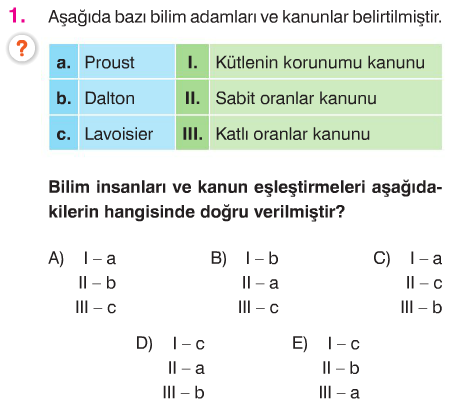 1. Aşağıda bazı bilim adamları ve kanunlar belirtilmiştir.
?
a. Proust I. Kütlenin korunumu kanunu
b. Dalton II. Sabit oranlar kanunu
c. Lavoisier III. Katlı oranlar kanunu
Bilim insanları ve kanun eşleştirmeleri aşağıda-
kilerin hangisinde doğru verilmiştir?
A) I – a B) I – b C) I – a
II – b II – a II – c
III – c III – c III – b
D) I – c E) I – c
II – a II – b
III – b III – a